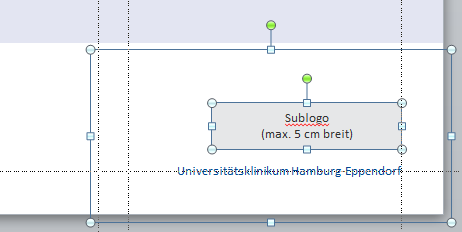 Sublogo
(max. 5 cm breit)
Universitätsklinikum Hamburg-Eppendorf